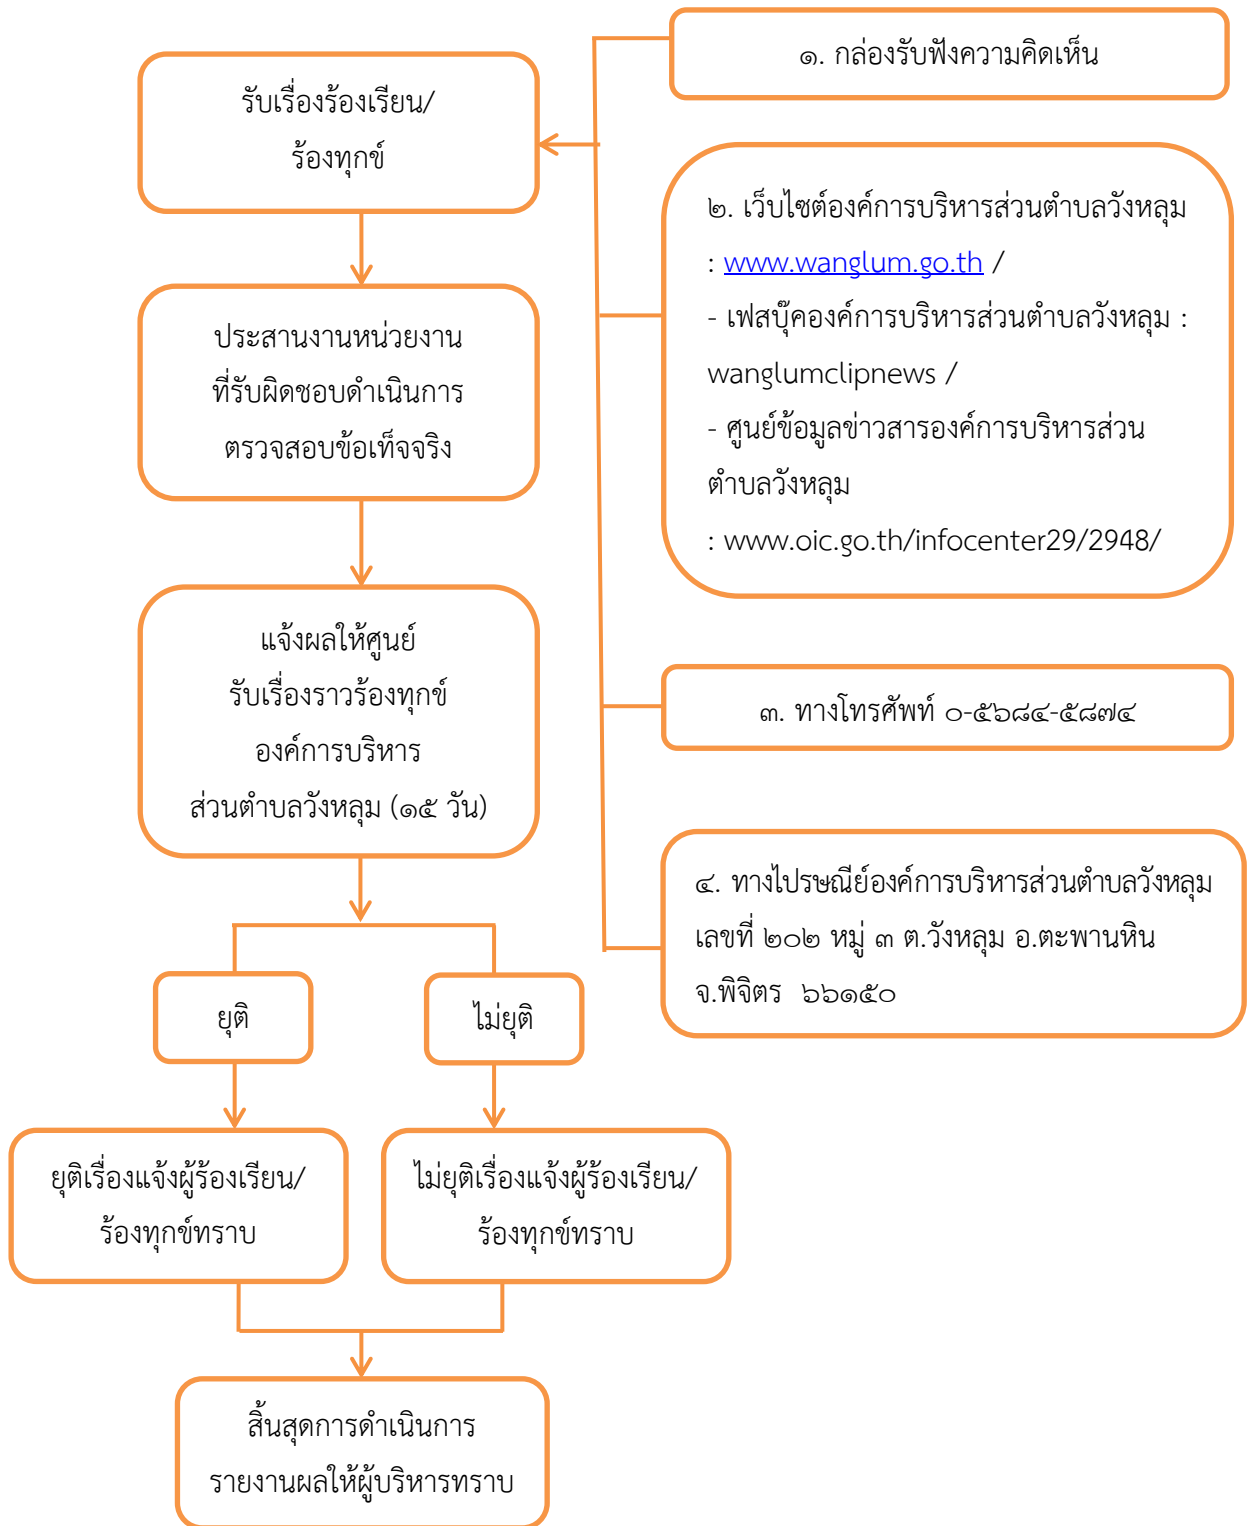 รับเรื่องร้องเรียน/
ร้องทุกข์
๑. กล่องรับฟังความคิดเห็น
๒. เว็บไซต์องค์การบริหารส่วนตำบลวังหลุม
: www.wanglum.go.th /
- เฟสบุ๊คองค์การบริหารส่วนตำบลวังหลุม :
wanglumclipnews /
- ศูนย์ข้อมูลข่าวสารองค์การบริหารส่วน
ตำบลวังหลุม
: www.oic.go.th/infocenter29/2948/
๓. ทางโทรศัพท์ ๐-๕๖๘๔-๕๘๗๔
๔. ทางไปรษณีย์องค์การบริหารส่วนตำบลวังหลุม
เลขที่ ๒๐๒ หมู่ ๓ ต.วังหลุม อ.ตะพานหิน
จ.พิจิตร ๖๖๑๕๐
ประสานงานหน่วยงาน
ที่รับผิดชอบดำเนินการ
ตรวจสอบข้อเท็จจริง
แจ้งผลให้ศูนย์
รับเรื่องราวร้องทุกข์
องค์การบริหาร
ส่วนตำบลวังหลุม (๑๕ วัน)
ยุติ
ไม่ยุติ
ยุติเรื่องแจ้งผู้ร้องเรียน/
ร้องทุกข์ทราบ
ไม่ยุติเรื่องแจ้งผู้ร้องเรียน/
ร้องทุกข์ทราบ
สิ้นสุดการดำเนินการ
รายงานผลให้ผู้บริหารทราบ